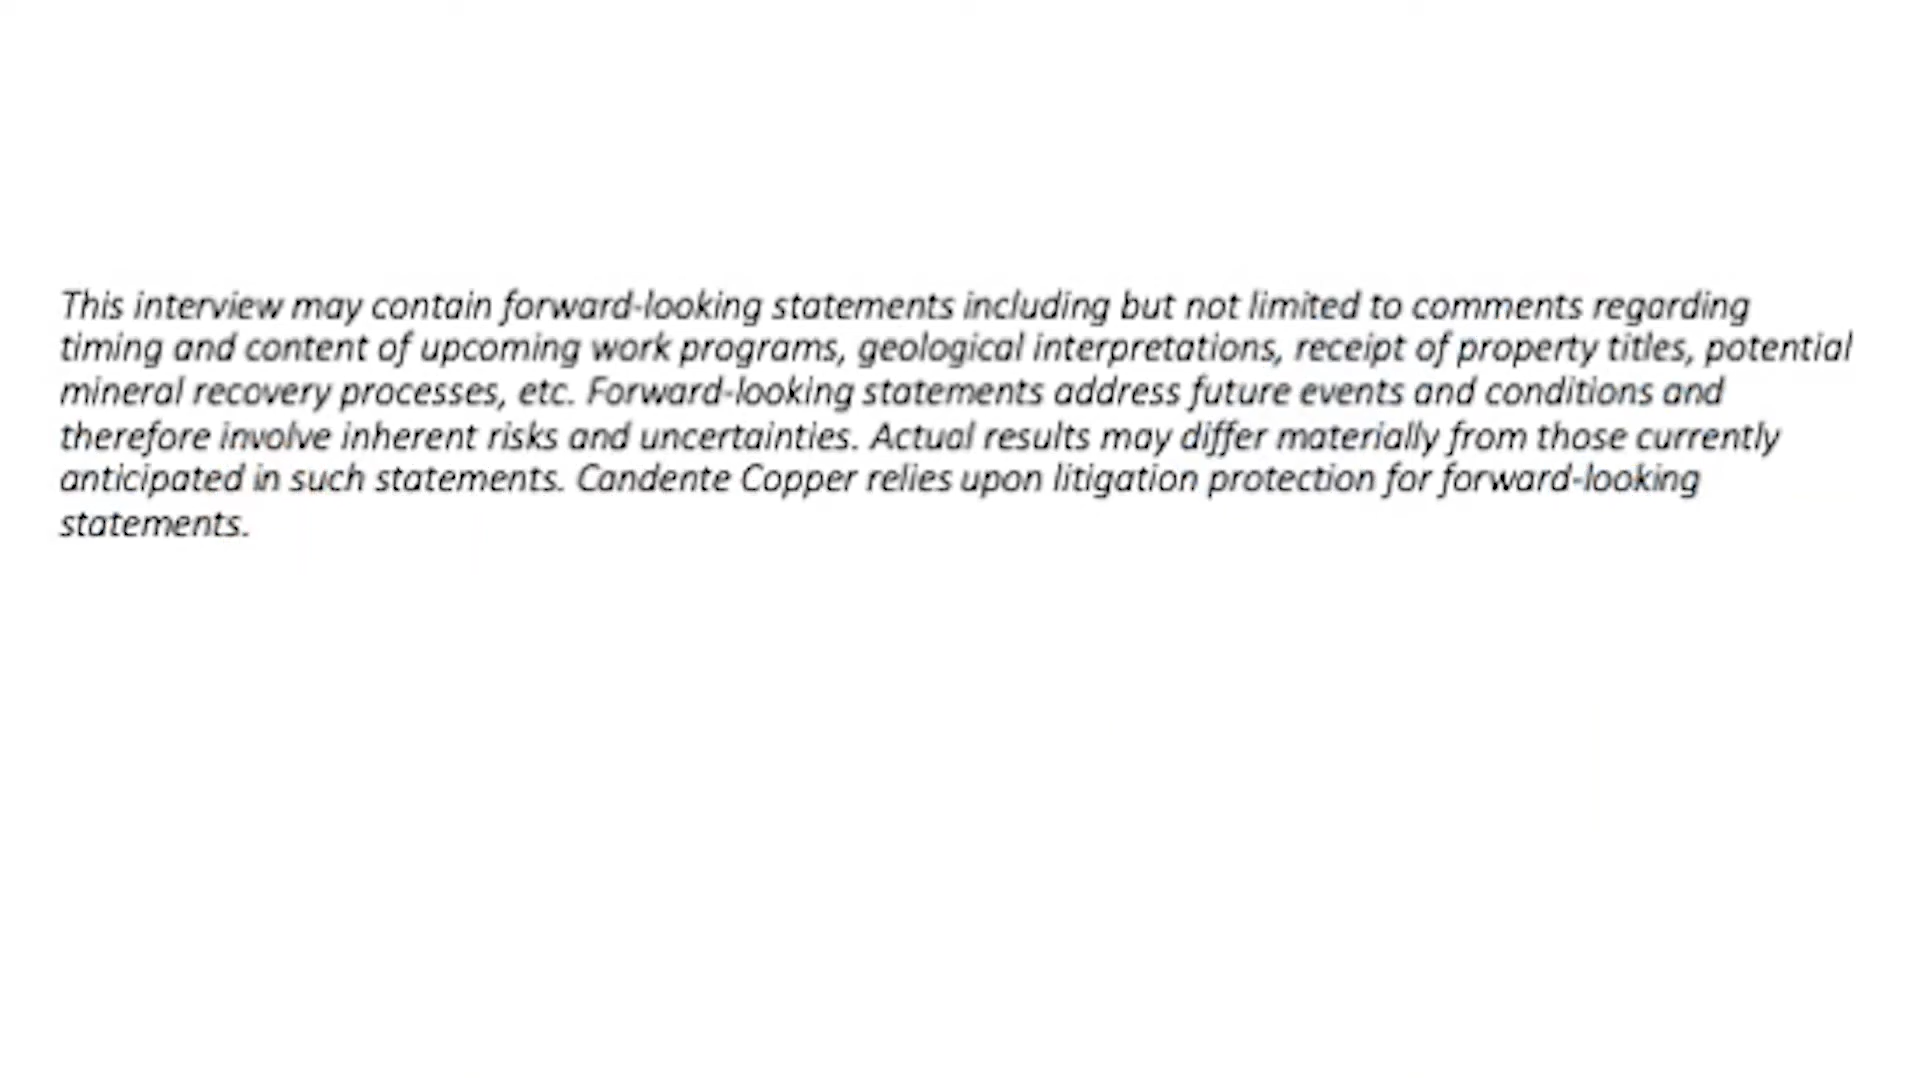 This interview may contain forward-looking statements including but not limited to comments regarding
timing and content of upcoming work programs, geological interpretations, receipt of property titles, potential
mineral recovery processes, etc. Forward-looking statements address future events and conditions and
therefore involve inherent risks and uncertainties. Actual results may differ materially from those currently
anticipated in such statements. Candente Copper relies upon litigation protection for forward-looking
statements.